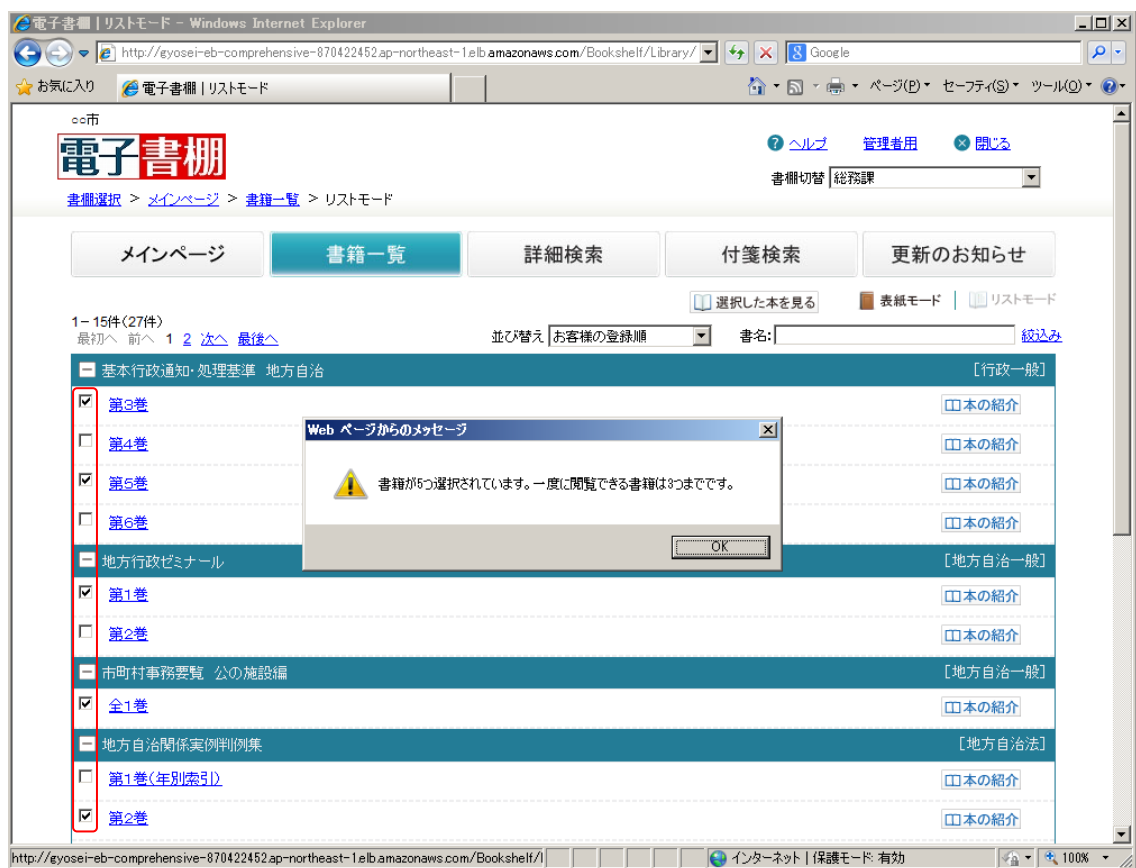 電子書棚 | リストモード - Windows Internet Explorer
http://gyosei-eb-comprehensive-870422452.ap-northeast-1.elb.amazonaws.com/Bookshelf/Library/
Google
お気に入り
電子書棚 | リストモード
ページ(P) セーフティ(S) ツール(O)
○○市
電子書棚
ヘルプ 管理者用 閉じる
書棚切替 総務課
書棚選択 > メインページ > 書籍一覧 > リストモード
メインページ 書籍一覧 詳細検索 付箋検索 更新のお知らせ
選択した本を見る 表紙モード | リストモード
1-15件(27件)
最初へ 前へ 1 2 次へ 最後へ
並び替え お客様の登録順 書名: 絞込み
基本行政通知・処理基準 地方自治 [行政一般]
第3巻 本の紹介
第4巻 本の紹介
第5巻 本の紹介
第6巻 本の紹介
Web ページからのメッセージ
書籍が5つ選択されています。一度に閲覧できる書籍は3つまでです。
OK
地方行政ゼミナール [地方自治一般]
第1巻 本の紹介
第2巻 本の紹介
市町村事務要覧 公の施設編 [地方自治一般]
全1巻 本の紹介
地方自治関係実例判例集 [地方自治法]
第1巻(年別索引) 本の紹介
第2巻 本の紹介
http://gyosei-eb-comprehensive-870422452.ap-northeast-1.elb.amazonaws.com/Bookshelf/l
インターネット | 保護モード: 有効
100%